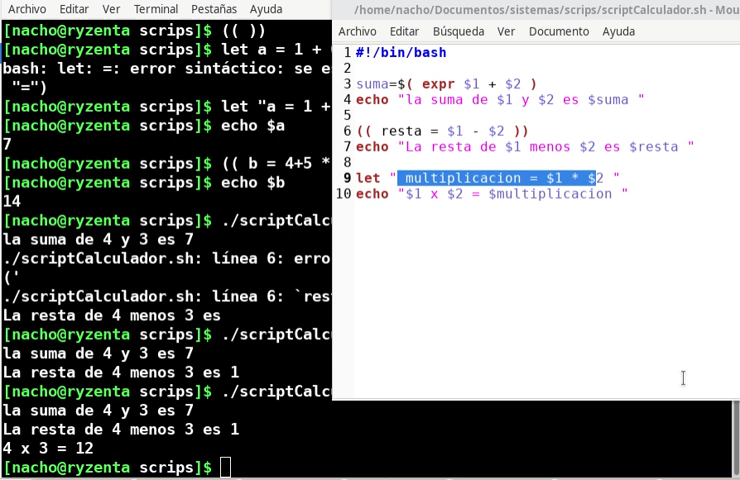 Archivo Editar Ver Terminal Pestañas Ayuda
[nacho@ryzenta scrips]$ (( ))
[nacho@ryzenta scrips]$ let a = 1 +
bash: let: =: error sintáctico: se e
"=")
[nacho@ryzenta scrips]$ let "a = 1 +
[nacho@ryzenta scrips]$ echo $a
7
[nacho@ryzenta scrips]$ (( b = 4+5 *
[nacho@ryzenta scrips]$ echo $b
14
[nacho@ryzenta scrips]$ ./scriptCalc
la suma de 4 y 3 es 7
./scriptCalcador.sh: línea 6: erro
('
./scriptCalcador.sh: línea 6: `res
La resta de 4 menos 3 es
[nacho@ryzenta scrips]$ ./scriptCalc
la suma de 4 y 3 es 7
La resta de 4 menos 3 es 1
[nacho@ryzenta scrips]$ ./scriptCalc
la suma de 4 y 3 es 7
La resta de 4 menos 3 es 1
4 x 3 = 12
[nacho@ryzenta scrips]$
/home/nacho/Documentos/sistemas/scrips/scriptCalculador.sh - Mou
Archivo Editar Búsqueda Ver Documento Ayuda
1 #!/bin/bash
2
3 suma=$( expr $1 + $2 )
4 echo "la suma de $1 y $2 es $suma "
5
6 (( resta = $1 - $2 ))
7 echo "La resta de $1 menos $2 es $resta "
8
9 let " multiplicacion = $1 * $2 "
10 echo "$1 x $2 = $multiplicacion "